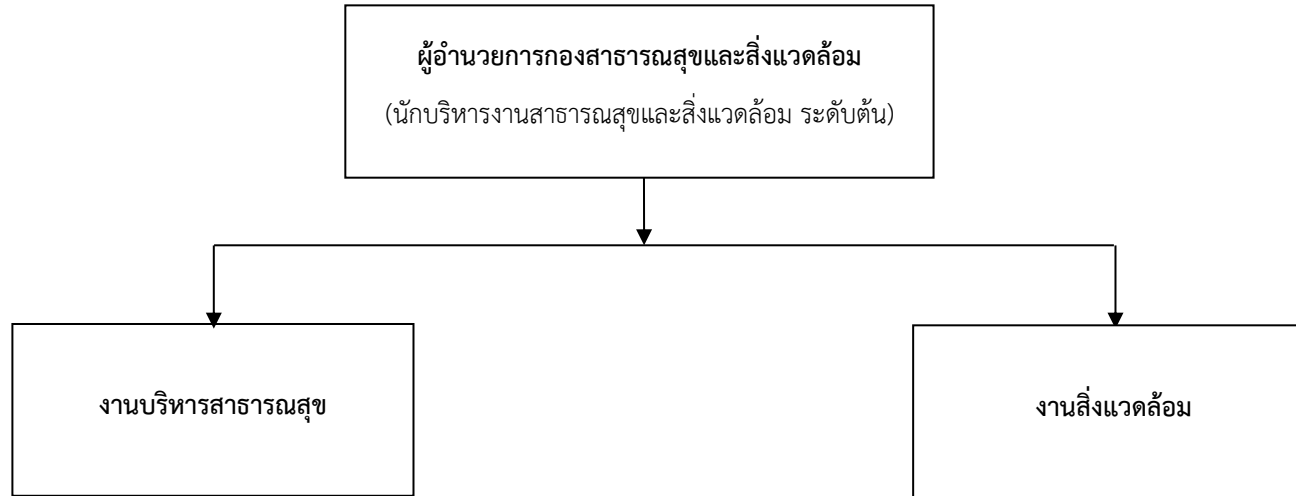 ผู้อำนวยการกองสาธารณสุขและสิ่งแวดล้อม
(นักบริหารงานสาธารณสุขและสิ่งแวดล้อม ระดับต้น)
งานบริหารสาธารณสุข
งานสิ่งแวดล้อม